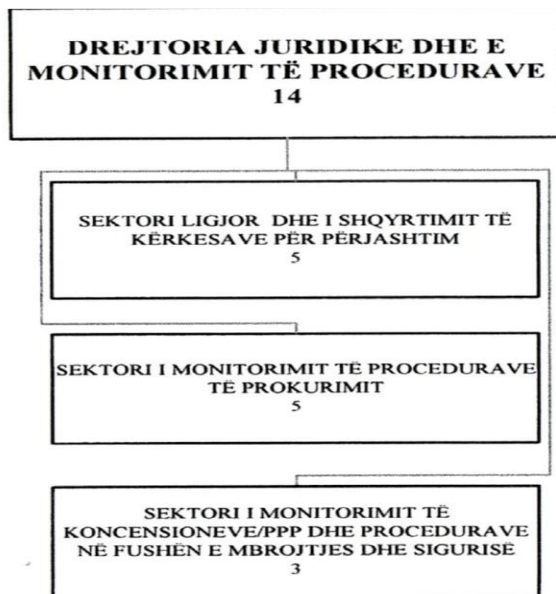 DREJTORIA JURIDIKE DHE E
MONITORIMIT TË PROCEDURAVE
14
SEKTORI LIGJOR DHE I SHQYRTIMIT TË
KËRKESAVE PËR PËRJASHTIM
5
SEKTORI I MONITORIMIT TË PROCEDURAVE
TË PROKURIMIT
5
SEKTORI I MONITORIMIT TË
KONCENSIONEVE/PPP DHE PROCEDURAVE
NË FUSHËN E MBROJTJES DHE SIGURISË
3